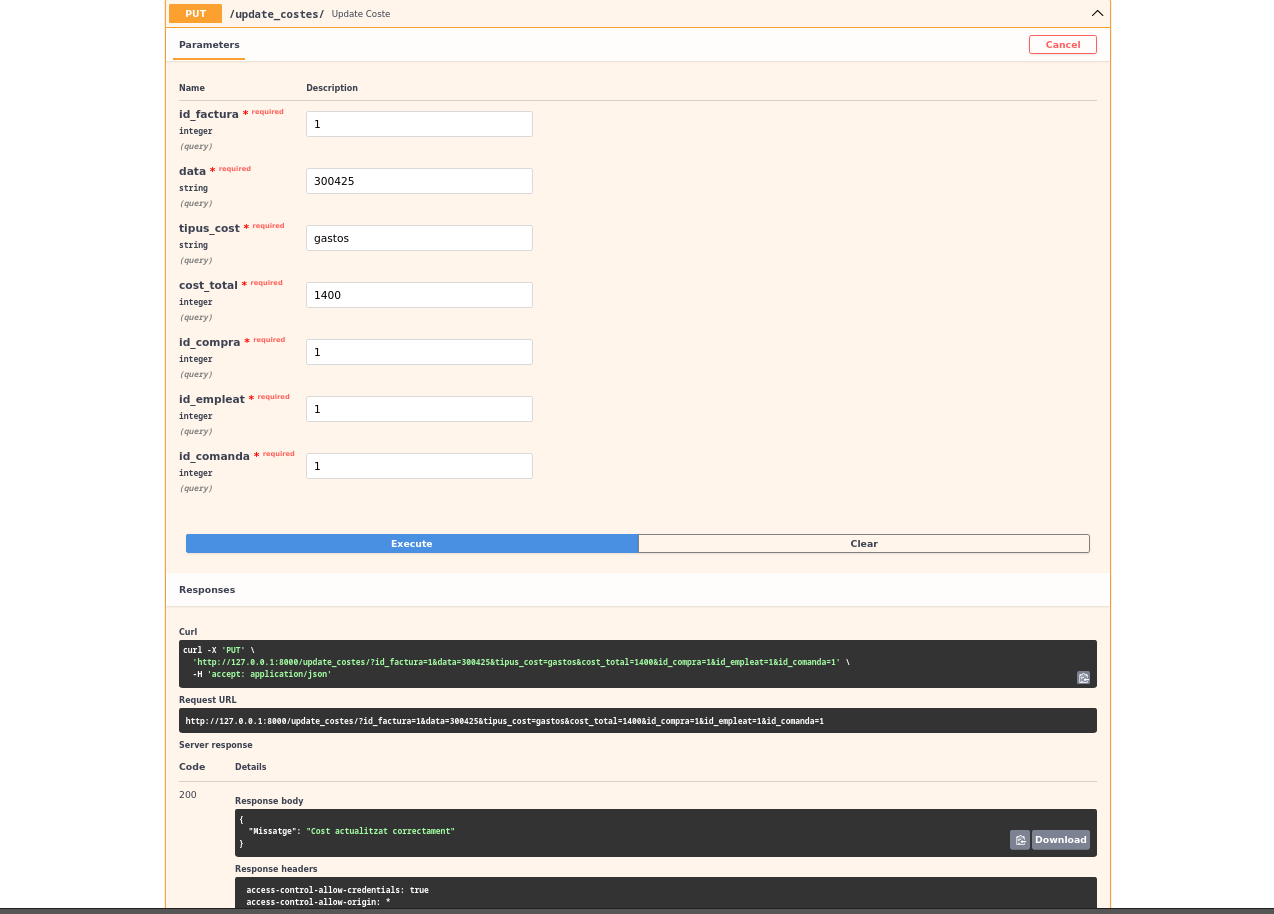 PUT /update_costes/ Update Coste
Parameters Cancel
Name Description
id_factura * required
integer
(query)
1
data * required
string
(query)
300425
tipus_cost * required
string
(query)
gastos
cost_total * required
integer
(query)
1400
id_compra * required
integer
(query)
1
id_empleat * required
integer
(query)
1
id_comanda * required
integer
(query)
1
Execute Clear
Responses
Curl
curl -X 'PUT' \
'http://127.0.0.1:8000/update_costes/?id_factura=1&data=300425&tipus_cost=gastos&cost_total=1400&id_compra=1&id_empleat=1&id_comanda=1' \
-H 'accept: application/json'
Request URL
http://127.0.0.1:8000/update_costes/?id_factura=1&data=300425&tipus_cost=gastos&cost_total=1400&id_compra=1&id_empleat=1&id_comanda=1
Server response
Code Details
200
Response body
{
"Missatge": "Cost actualitzat correctament"
}
Download
Response headers
access-control-allow-credentials: true
access-control-allow-origin: *